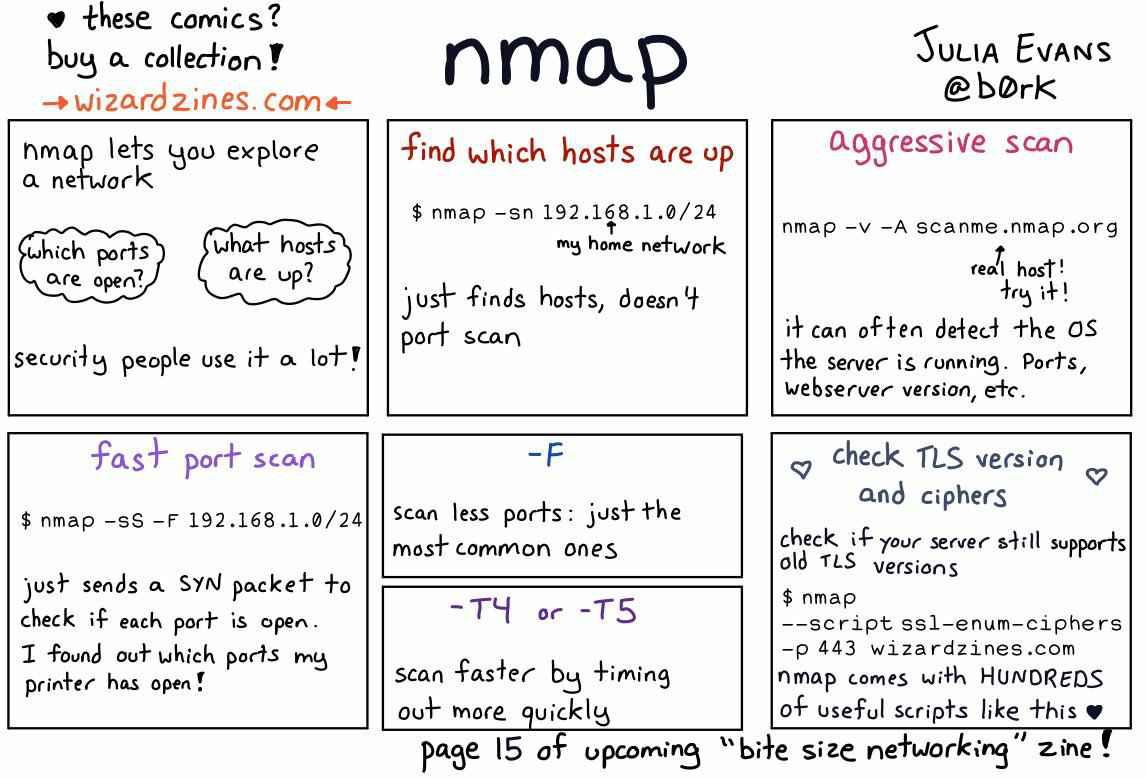 ♥ these comics?
buy a collection!
→wizardzines.com←
nmap
JULIA EVANS
@b0rk
nmap lets you explore
a network
which ports
are open?
what hosts
are up?
security people use it a lot!
find which hosts are up
$ nmap -sn 192.168.1.0/24
my home network
just finds hosts, doesn't
port scan
aggressive scan
nmap -v -A scanme.nmap.org
real host!
try it!
it can often detect the OS
the server is running. Ports,
webserver version, etc.
fast port scan
$ nmap -sS -F 192.168.1.0/24
just sends a SYN packet to
check if each port is open.
I found out which ports my
printer has open!
-F
scan less ports: just the
most common ones
-T4 or -T5
scan faster by timing
out more quickly
♡ check TLS version ♡
and ciphers
check if your server still supports
old TLS versions
$ nmap
--script ssl-enum-ciphers
-p 443 wizardzines.com
nmap comes with HUNDREDS
of useful scripts like this ♥
page 15 of upcoming "bite size networking" zine!